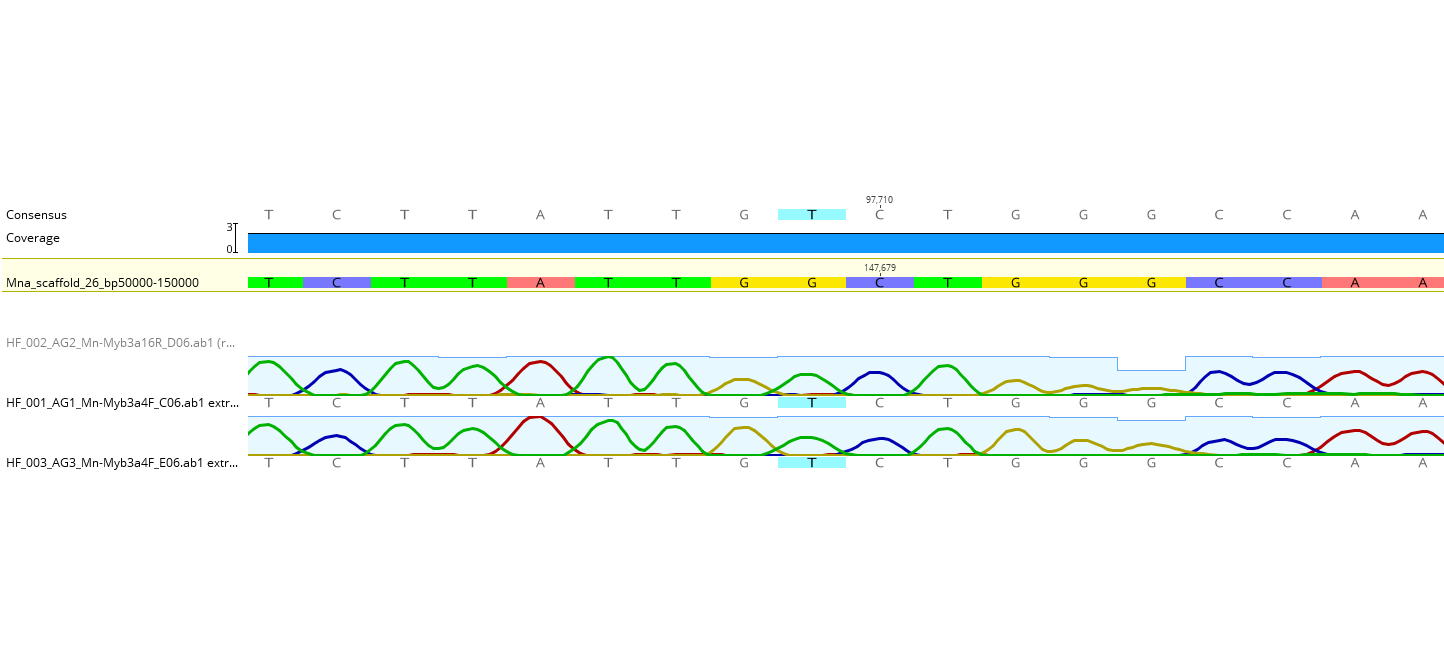 97,710
Consensus T C T T A T T G T C T G G G C C A A
3
Coverage
0
147,679
Mna_scaffold_26_bp50000-150000 T C T T A T T G G C T G G G C C A A
HF_002_AG2_Mn-Myb3a16R_D06.ab1 (r...
HF_001_AG1_Mn-Myb3a4F_C06.ab1 extr... T C T T A T T G T C T G G G C C A A
HF_003_AG3_Mn-Myb3a4F_E06.ab1 extr... T C T T A T T G T C T G G G C C A A